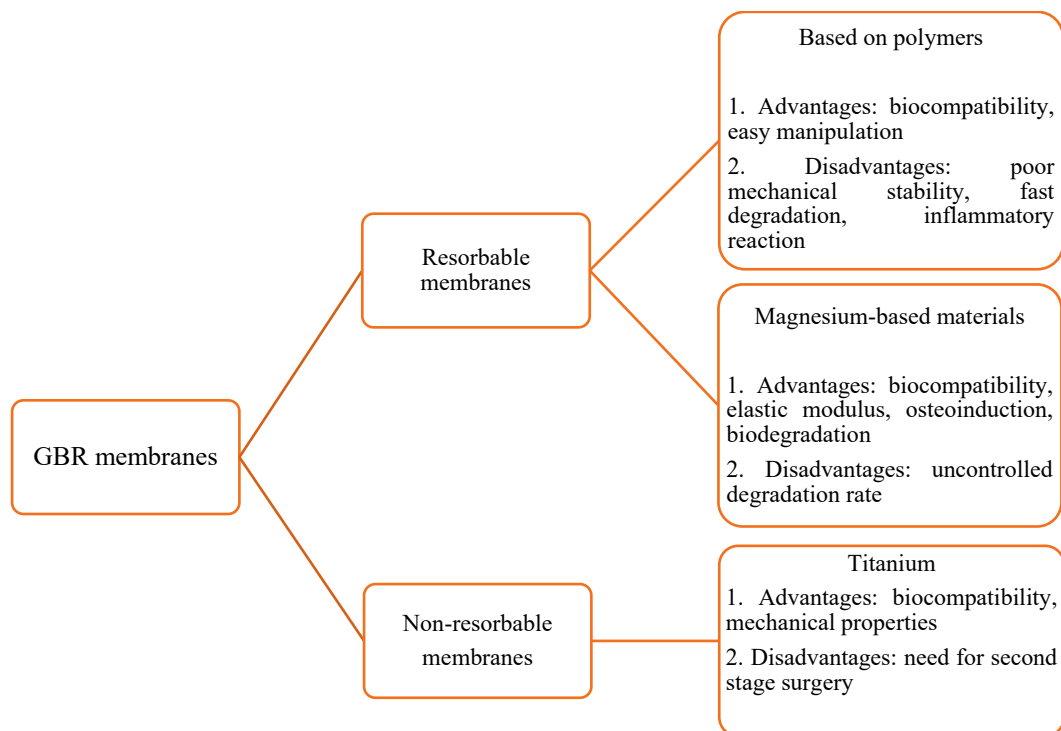 Based on polymers
1. Advantages: biocompatibility,
easy manipulation
2. Disadvantages: poor
mechanical stability, fast
degradation, inflammatory
reaction
Resorbable
membranes
Magnesium-based materials
1. Advantages: biocompatibility,
elastic modulus, osteoinduction,
biodegradation
2. Disadvantages: uncontrolled
degradation rate
GBR membranes
Titanium
1. Advantages: biocompatibility,
mechanical properties
2. Disadvantages: need for second
stage surgery
Non-resorbable
membranes